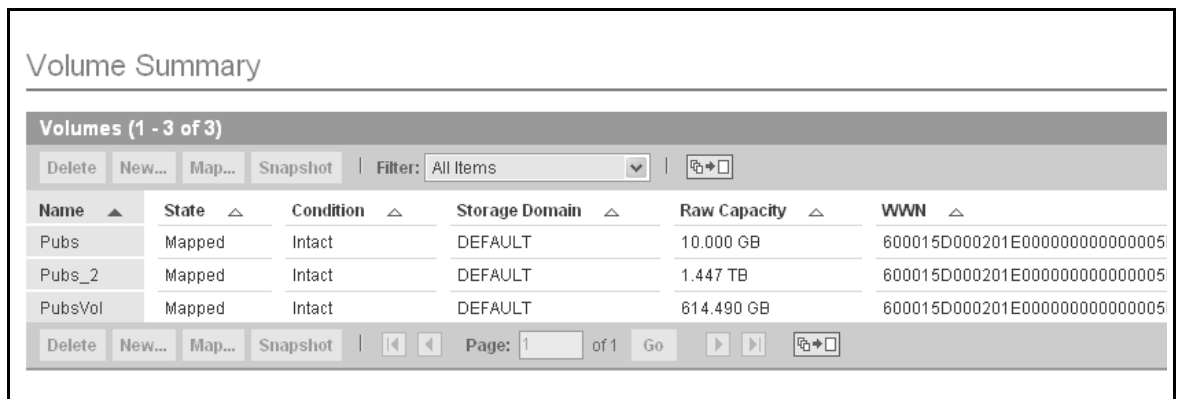 Volume Summary
Volumes (1 - 3 of 3)
Delete New... Map... Snapshot Filter: All Items
Name State Condition Storage Domain Raw Capacity WWN
Pubs Mapped Intact DEFAULT 10.000 GB 600015D000201E000000000000005
Pubs_2 Mapped Intact DEFAULT 1.447 TB 600015D000201E000000000000005
PubsVol Mapped Intact DEFAULT 614.490 GB 600015D000201E000000000000005
Delete New... Map... Snapshot Page: 1 of 1 Go